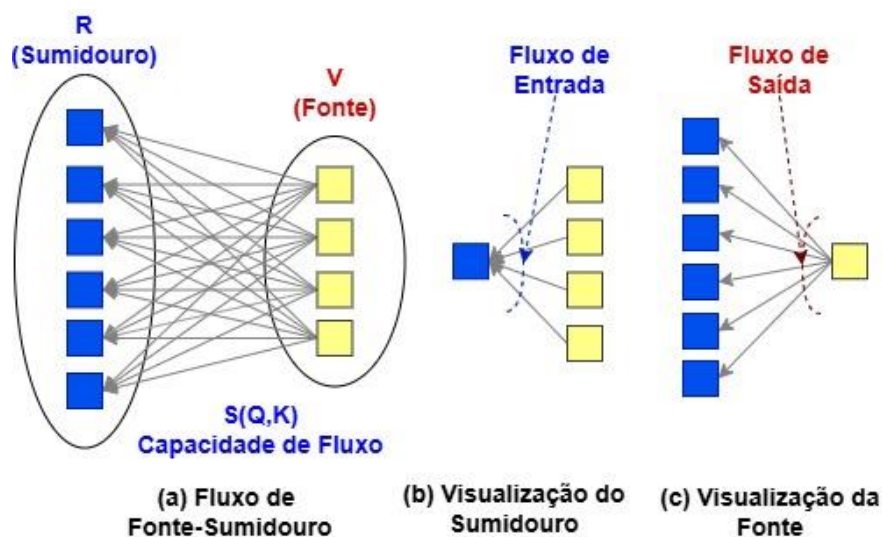 R
(Sumidouro)
V
(Fonte)
S(Q,K)
Capacidade de Fluxo
(a) Fluxo de
Fonte-Sumidouro
Fluxo de
Entrada
(b) Visualização do
Sumidouro
Fluxo de
Saída
(c) Visualização da
Fonte